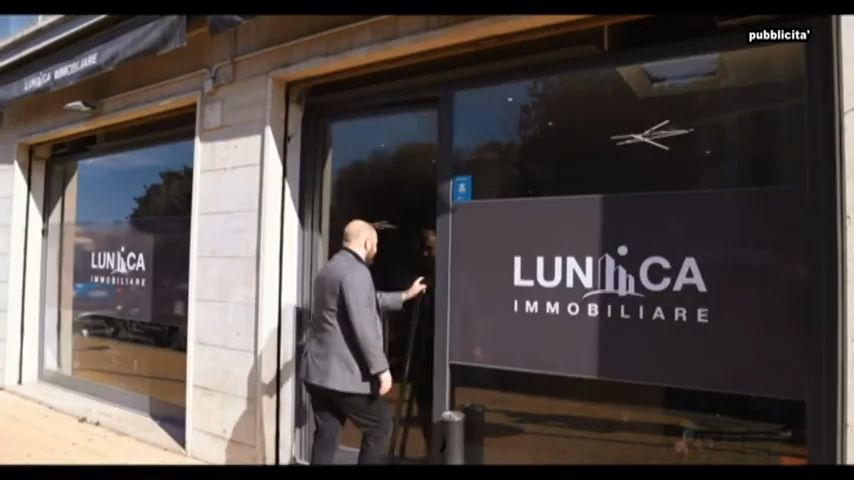 pubblicita'
LUNICA IMMOBILIARE
LUNICA
IMMOBILIARE
LUNICA
IMMOBILIARE